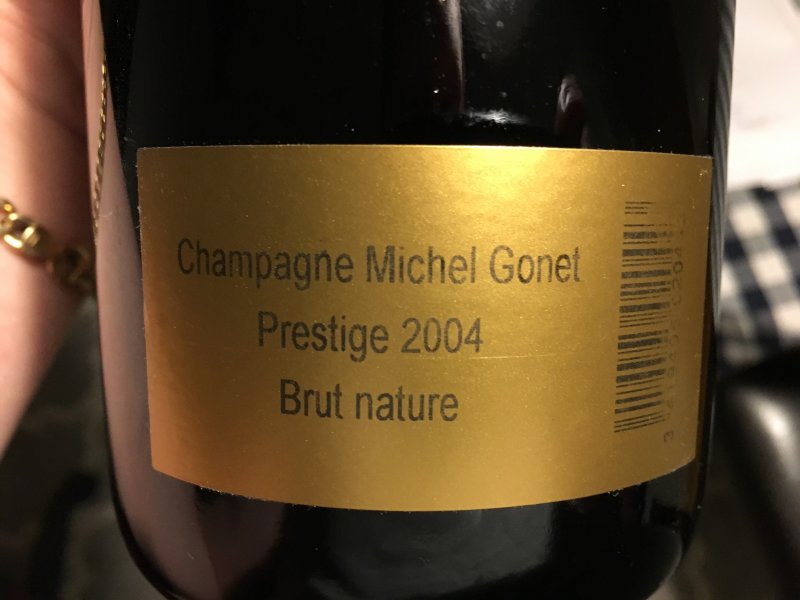 Champagne Michel Gonet
Prestige 2004
Brut nature